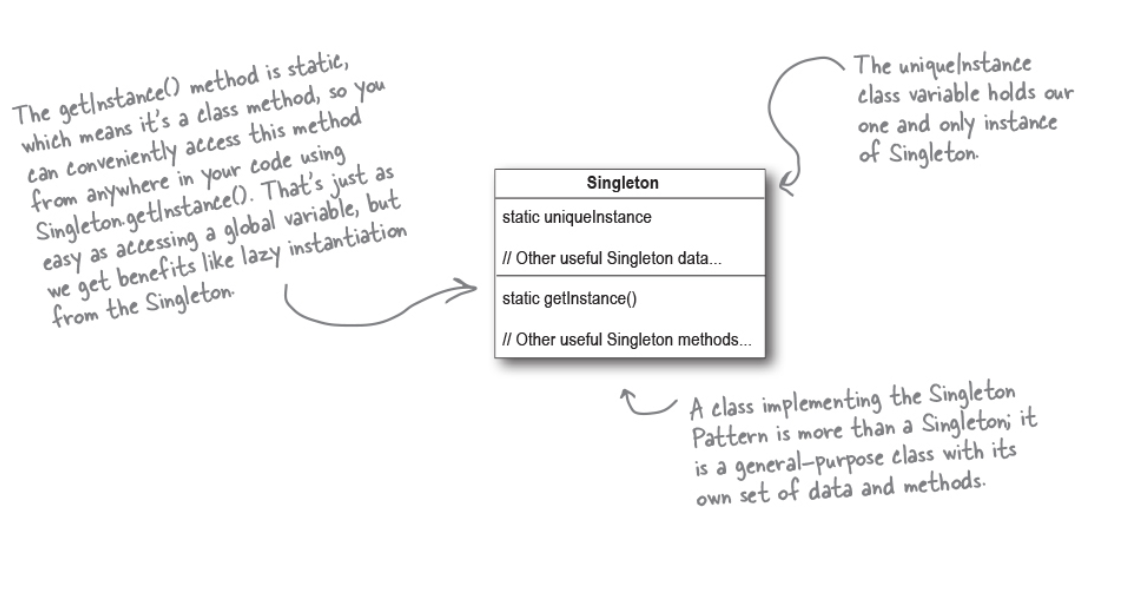 The getInstance() method is static,
which means it's a class method, so you
can conveniently access this method
from anywhere in your code using
Singleton.getInstance(). That's just as
easy as accessing a global variable, but
we get benefits like lazy instantiation
from the Singleton.
The uniqueInstance
class variable holds our
one and only instance
of Singleton.
Singleton
static uniqueInstance
// Other useful Singleton data...
static getInstance()
// Other useful Singleton methods...
A class implementing the Singleton
Pattern is more than a Singleton; it
is a general-purpose class with its
own set of data and methods.